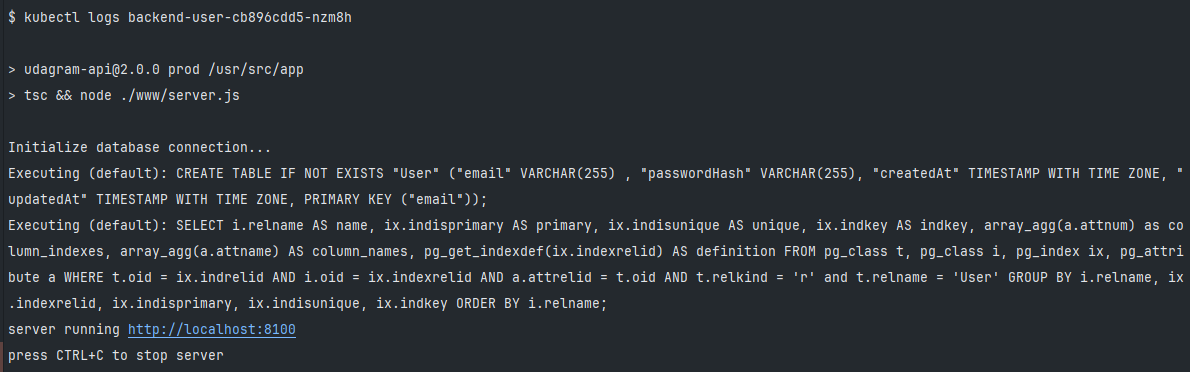 $ kubectl logs backend-user-cb896cdd5-nzm8h
> udagram-api@2.0.0 prod /usr/src/app
> tsc && node ./www/server.js
Initialize database connection...
Executing (default): CREATE TABLE IF NOT EXISTS "User" ("email" VARCHAR(255) , "passwordHash" VARCHAR(255), "createdAt" TIMESTAMP WITH TIME ZONE, "
updatedAt" TIMESTAMP WITH TIME ZONE, PRIMARY KEY ("email"));
Executing (default): SELECT i.relname AS name, ix.indisprimary AS primary, ix.indisunique AS unique, ix.indkey AS indkey, array_agg(a.attnum) as co
lumn_indexes, array_agg(a.attname) AS column_names, pg_get_indexdef(ix.indexrelid) AS definition FROM pg_class t, pg_class i, pg_index ix, pg_attri
bute a WHERE t.oid = ix.indrelid AND i.oid = ix.indexrelid AND a.attrelid = t.oid AND t.relkind = 'r' and t.relname = 'User' GROUP BY i.relname, ix
.indexrelid, ix.indisprimary, ix.indisunique, ix.indkey ORDER BY i.relname;
server running http://localhost:8100
press CTRL+C to stop server